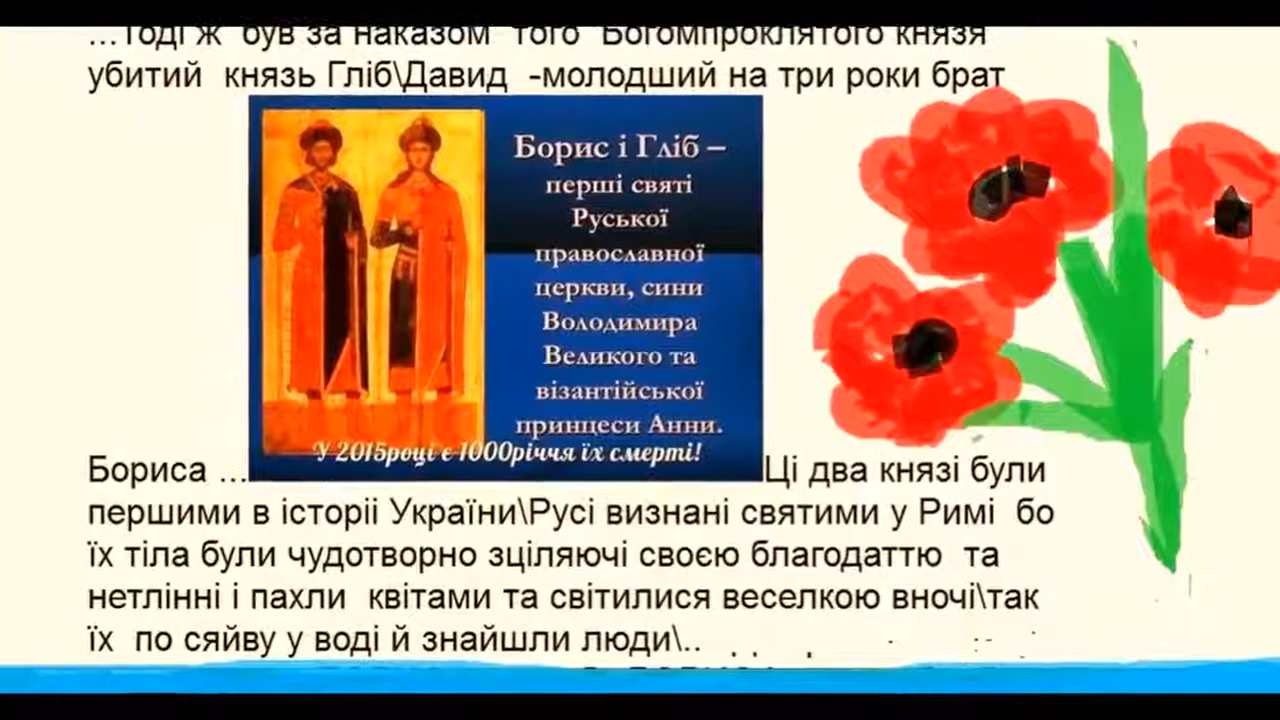 ...Тоді ж був за наказом того Богомпроклятого князя
убитий князь Гліб\Давид -молодший на три роки брат
Борис і Гліб –
перші святі
Руської
православної
церкви, сини
Володимира
Великого та
візантійської
принцеси Анни.
У 2015році є 1000річчя їх смерті!
Бориса ... Ці два князі були
першими в історіі України\Русі визнані святими у Римі бо
їх тіла були чудотворно зціляючі своєю благодаттю та
нетлінні і пахли квітами та світилися веселкою вночі\так
їх по сяйву у воді й знайшли люди\..